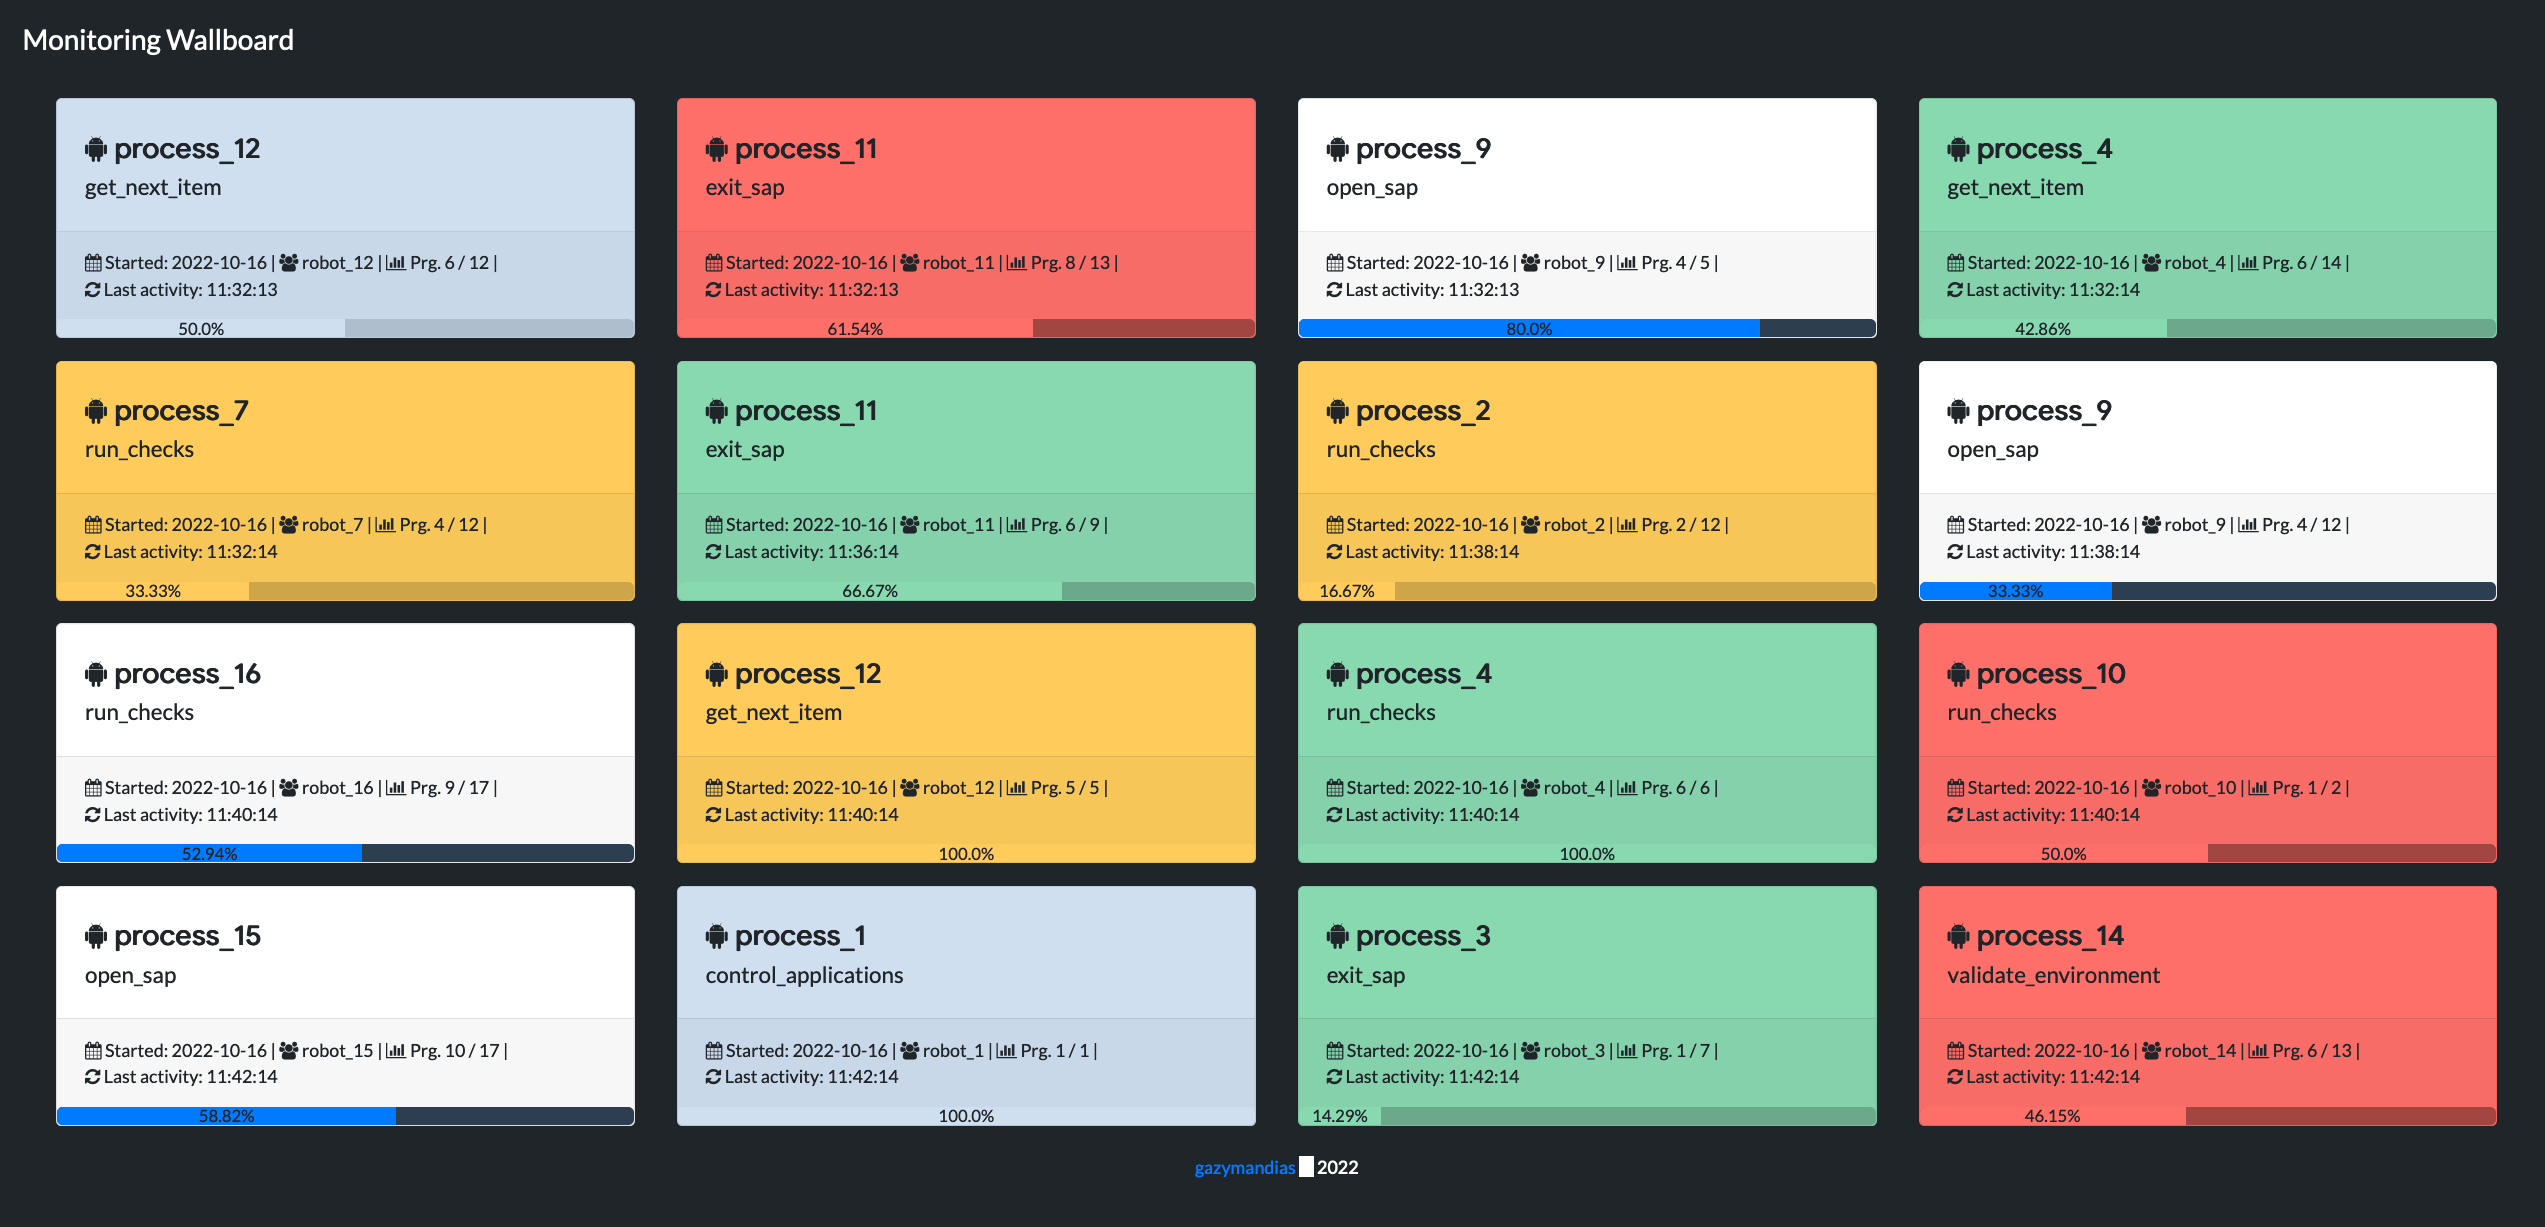 Monitoring Wallboard
process_12
get_next_item
Started: 2022-10-16 | robot_12 | Prg. 6 / 12 |
Last activity: 11:32:13
50.0%
process_11
exit_sap
Started: 2022-10-16 | robot_11 | Prg. 8 / 13 |
Last activity: 11:32:13
61.54%
process_9
open_sap
Started: 2022-10-16 | robot_9 | Prg. 4 / 5 |
Last activity: 11:32:13
80.0%
process_4
get_next_item
Started: 2022-10-16 | robot_4 | Prg. 6 / 14 |
Last activity: 11:32:14
42.86%
process_7
run_checks
Started: 2022-10-16 | robot_7 | Prg. 4 / 12 |
Last activity: 11:32:14
33.33%
process_11
exit_sap
Started: 2022-10-16 | robot_11 | Prg. 6 / 9 |
Last activity: 11:36:14
66.67%
process_2
run_checks
Started: 2022-10-16 | robot_2 | Prg. 2 / 12 |
Last activity: 11:38:14
16.67%
process_9
open_sap
Started: 2022-10-16 | robot_9 | Prg. 4 / 12 |
Last activity: 11:38:14
33.33%
process_16
run_checks
Started: 2022-10-16 | robot_16 | Prg. 9 / 17 |
Last activity: 11:40:14
52.94%
process_12
get_next_item
Started: 2022-10-16 | robot_12 | Prg. 5 / 5 |
Last activity: 11:40:14
100.0%
process_4
run_checks
Started: 2022-10-16 | robot_4 | Prg. 6 / 6 |
Last activity: 11:40:14
100.0%
process_10
run_checks
Started: 2022-10-16 | robot_10 | Prg. 1 / 2 |
Last activity: 11:40:14
50.0%
process_15
open_sap
Started: 2022-10-16 | robot_15 | Prg. 10 / 17 |
Last activity: 11:42:14
58.82%
process_1
control_applications
Started: 2022-10-16 | robot_1 | Prg. 1 / 1 |
Last activity: 11:42:14
100.0%
process_3
exit_sap
Started: 2022-10-16 | robot_3 | Prg. 1 / 7 |
Last activity: 11:42:14
14.29%
process_14
validate_environment
Started: 2022-10-16 | robot_14 | Prg. 6 / 13 |
Last activity: 11:42:14
46.15%
gazymandias 2022